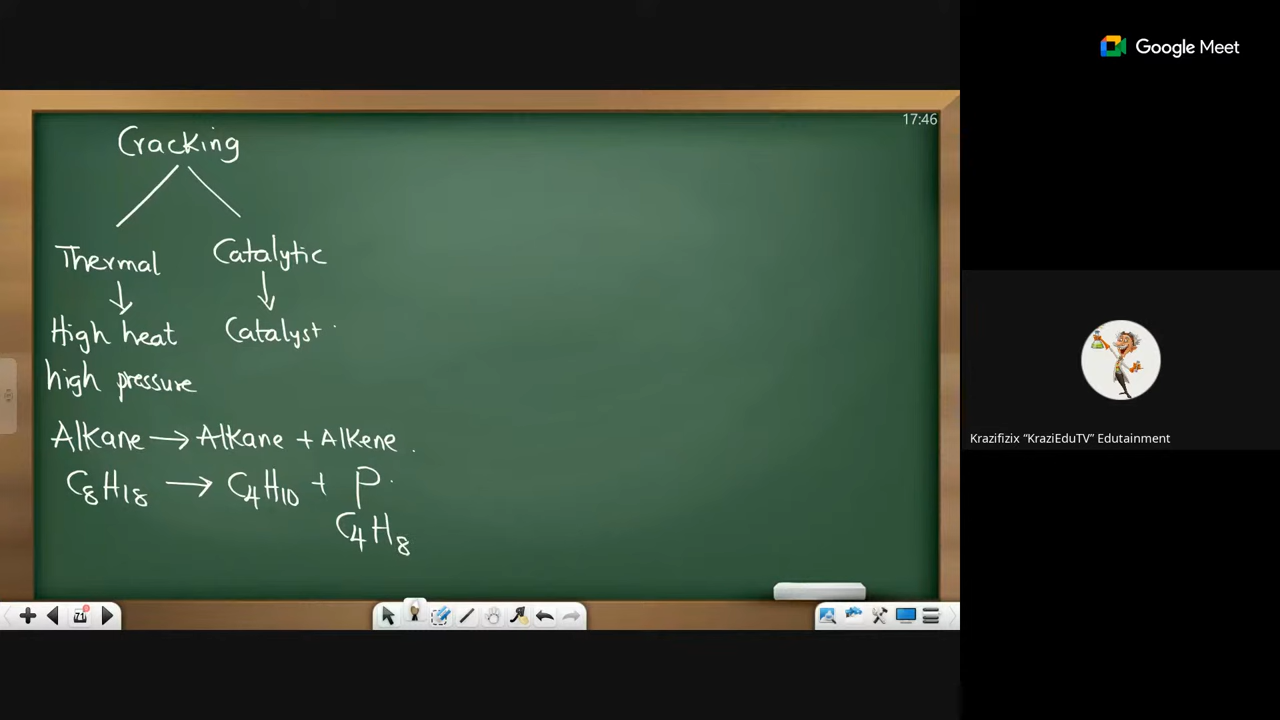 Google Meet
17:46
Cracking
Thermal Catalytic
High heat Catalyst
high pressure
Alkane → Alkane + Alkene
C₈H₁₈ → C₄H₁₀ + P
C₄H₈
Krazifizix “KraziEduTV” Edutainment
71